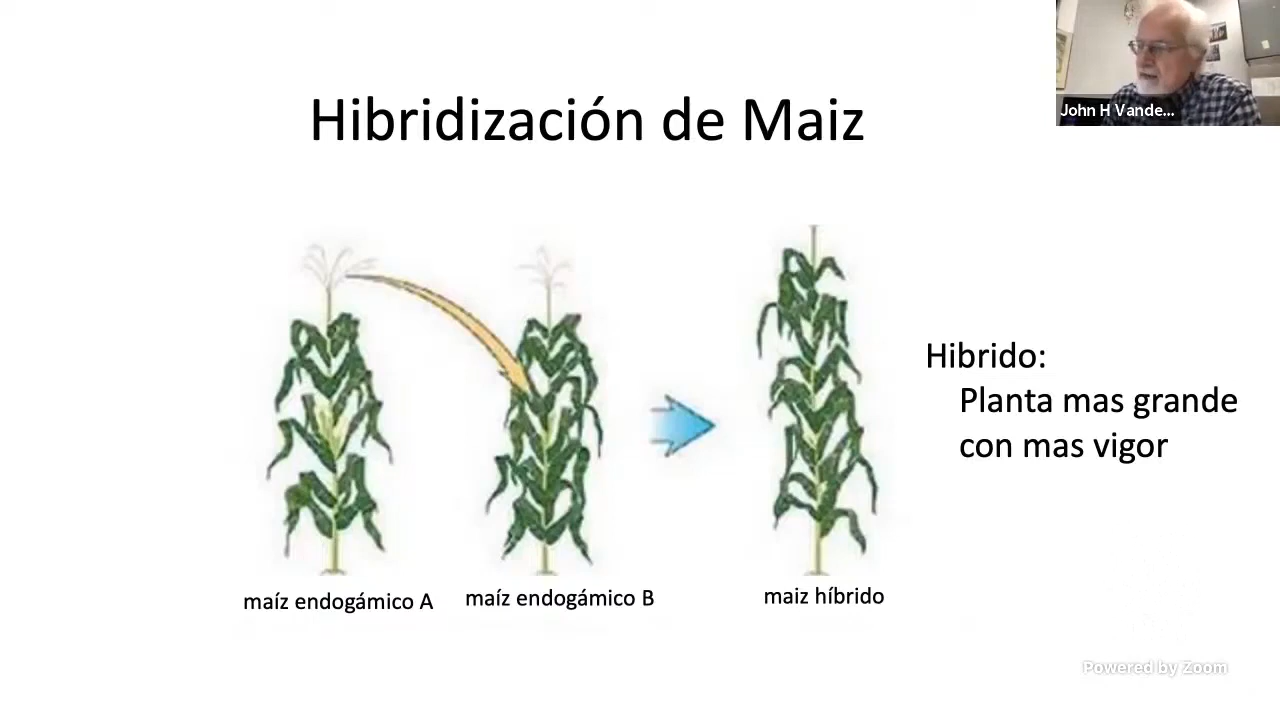 John H Vande...
Hibridización de Maiz
Hibrido:
Planta mas grande
con mas vigor
maíz endogámico A
maíz endogámico B
maiz híbrido
Powered by Zoom